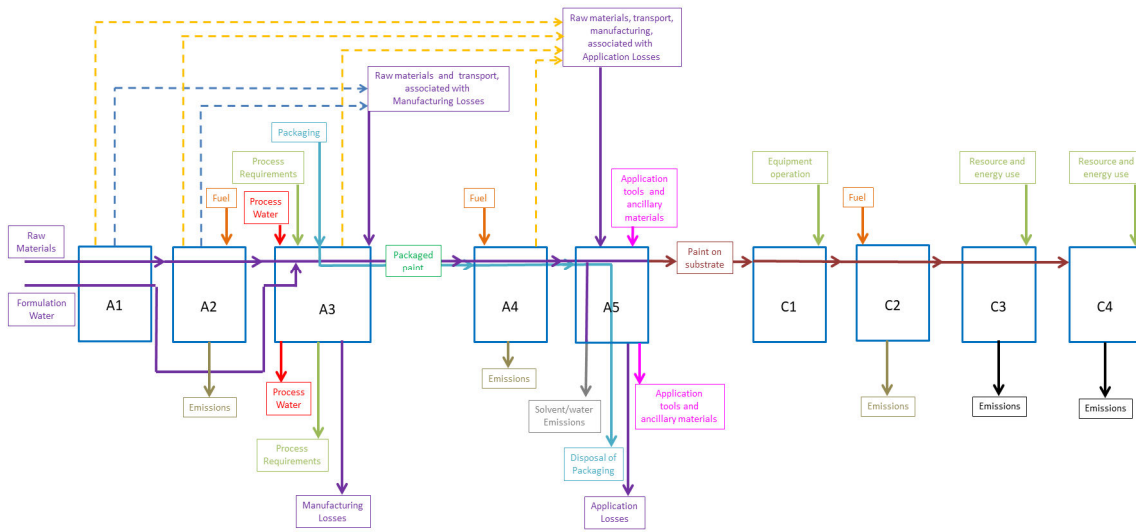 Raw materials, transport,
manufacturing,
associated with
Application Losses
Raw materials and transport,
associated with
Manufacturing Losses
Packaging
Process
Requirements
Equipment
operation
Resource and
energy use
Resource and
energy use
Application
tools and
ancillary
materials
Fuel
Process
Water
Fuel
Fuel
Raw
Materials
Packaged
paint
Paint on
substrate
Formulation
Water
A1
A2
A3
A4
A5
C1
C2
C3
C4
Emissions
Process
Water
Emissions
Solvent/water
Emissions
Application
tools and
ancillary materials
Emissions
Emissions
Emissions
Process
Requirements
Disposal of
Packaging
Manufacturing
Losses
Application
Losses